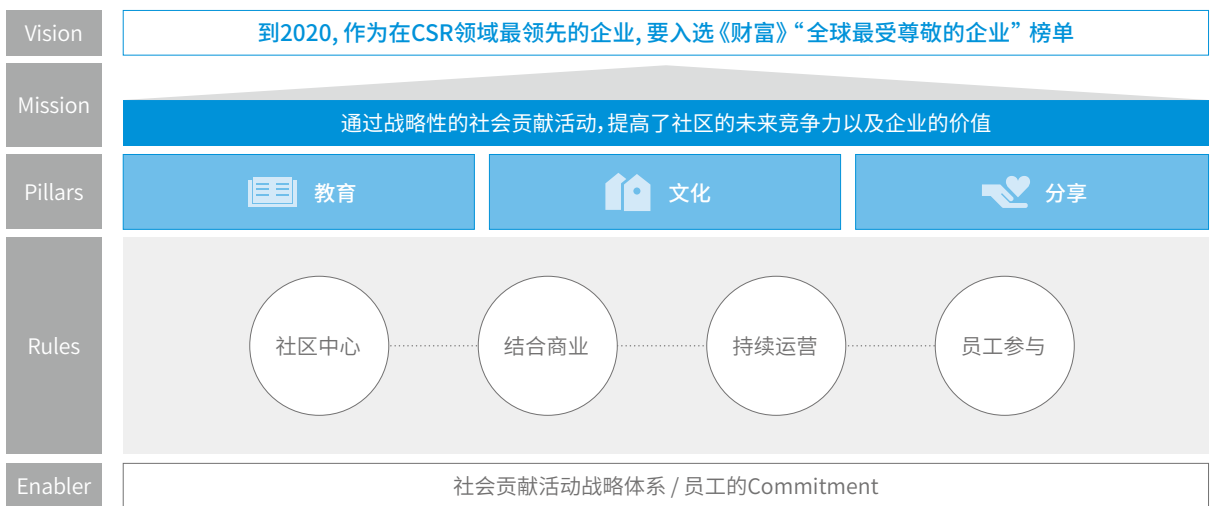 Vision
到2020, 作为在CSR领域最领先的企业, 要入选《财富》“全球最受尊敬的企业” 榜单
Mission
通过战略性的社会贡献活动, 提高了社区的未来竞争力以及企业的价值
Pillars
教育
文化
分享
Rules
社区中心
结合商业
持续运营
员工参与
Enabler
社会贡献活动战略体系 / 员工的Commitment